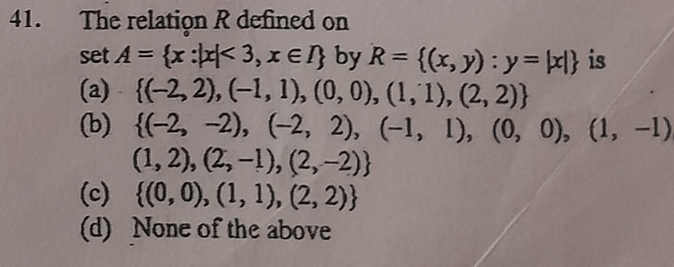 41. The relation R defined on
set A = {x :|x|< 3, x ∈ I} by R = {(x, y) : y = |x|} is
(a) {(–2, 2), (–1, 1), (0, 0), (1, 1), (2, 2)}
(b) {(–2, –2), (–2, 2), (–1, 1), (0, 0), (1, –1)
(1, 2), (2, –1), (2, –2)}
(c) {(0, 0), (1, 1), (2, 2)}
(d) None of the above